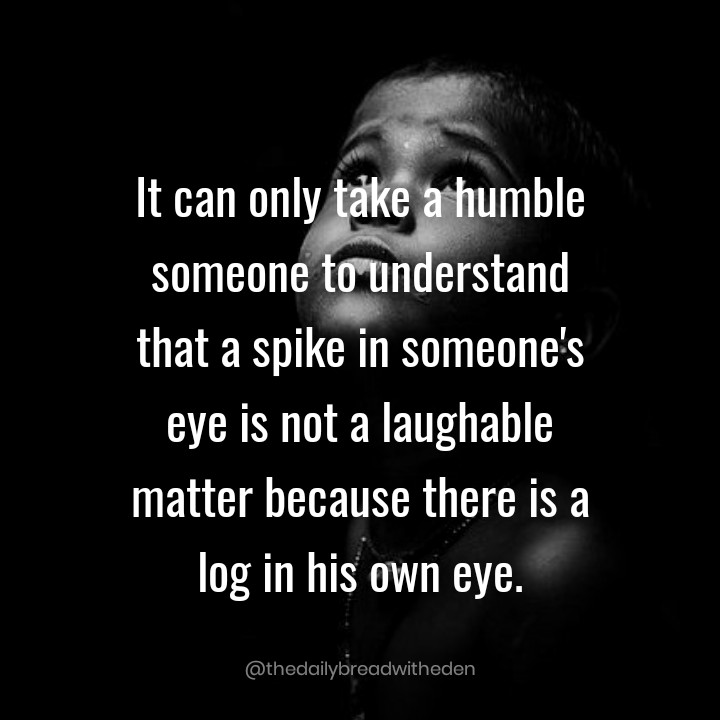 It can only take a humble
someone to understand
that a spike in someone's
eye is not a laughable
matter because there is a
log in his own eye.
@thedailybreadwitheden